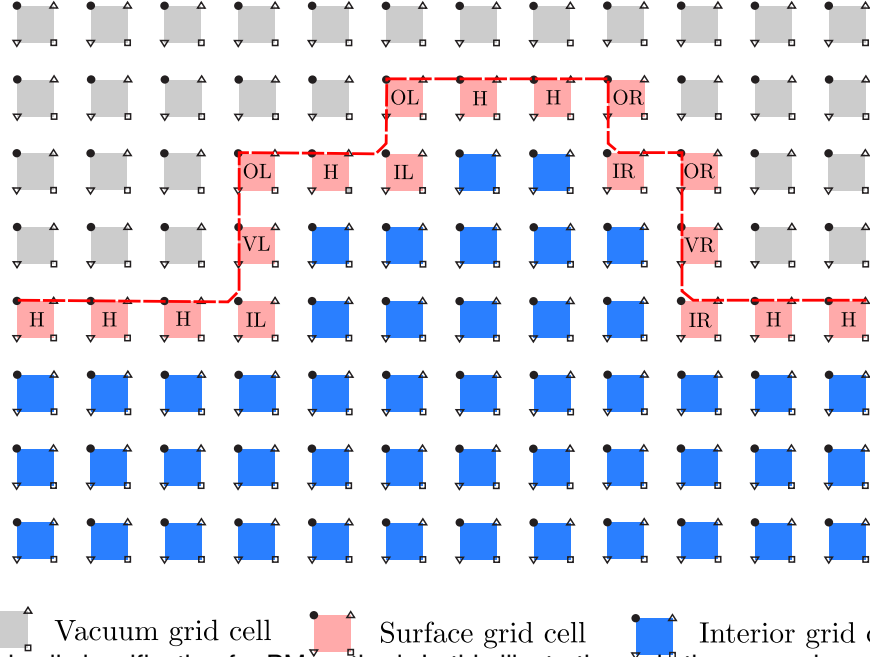 OL H H OR
OL H IL IR OR
VL VR
H H H IL IR H H
Vacuum grid cell Surface grid cell Interior grid